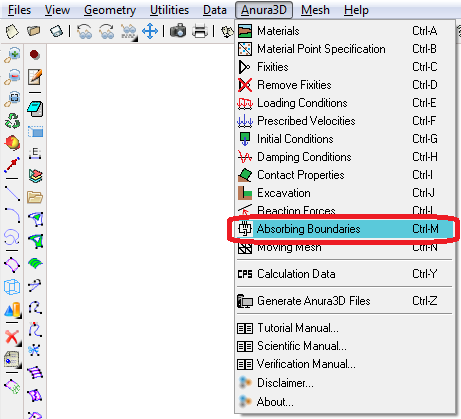 Files View Geometry Utilities Data Anura3D Mesh Help
Materials Ctrl-A
Material Point Specification Ctrl-B
Fixities Ctrl-C
Remove Fixities Ctrl-D
Loading Conditions Ctrl-E
Prescribed Velocities Ctrl-F
Initial Conditions Ctrl-G
Damping Conditions Ctrl-H
Contact Properties Ctrl-I
Excavation Ctrl-J
Reaction Forces Ctrl-L
Absorbing Boundaries Ctrl-M
Moving Mesh Ctrl-N
CPS Calculation Data Ctrl-Y
Generate Anura3D Files Ctrl-Z
Tutorial Manual...
Scientific Manual...
Verification Manual...
Disclaimer...
About...